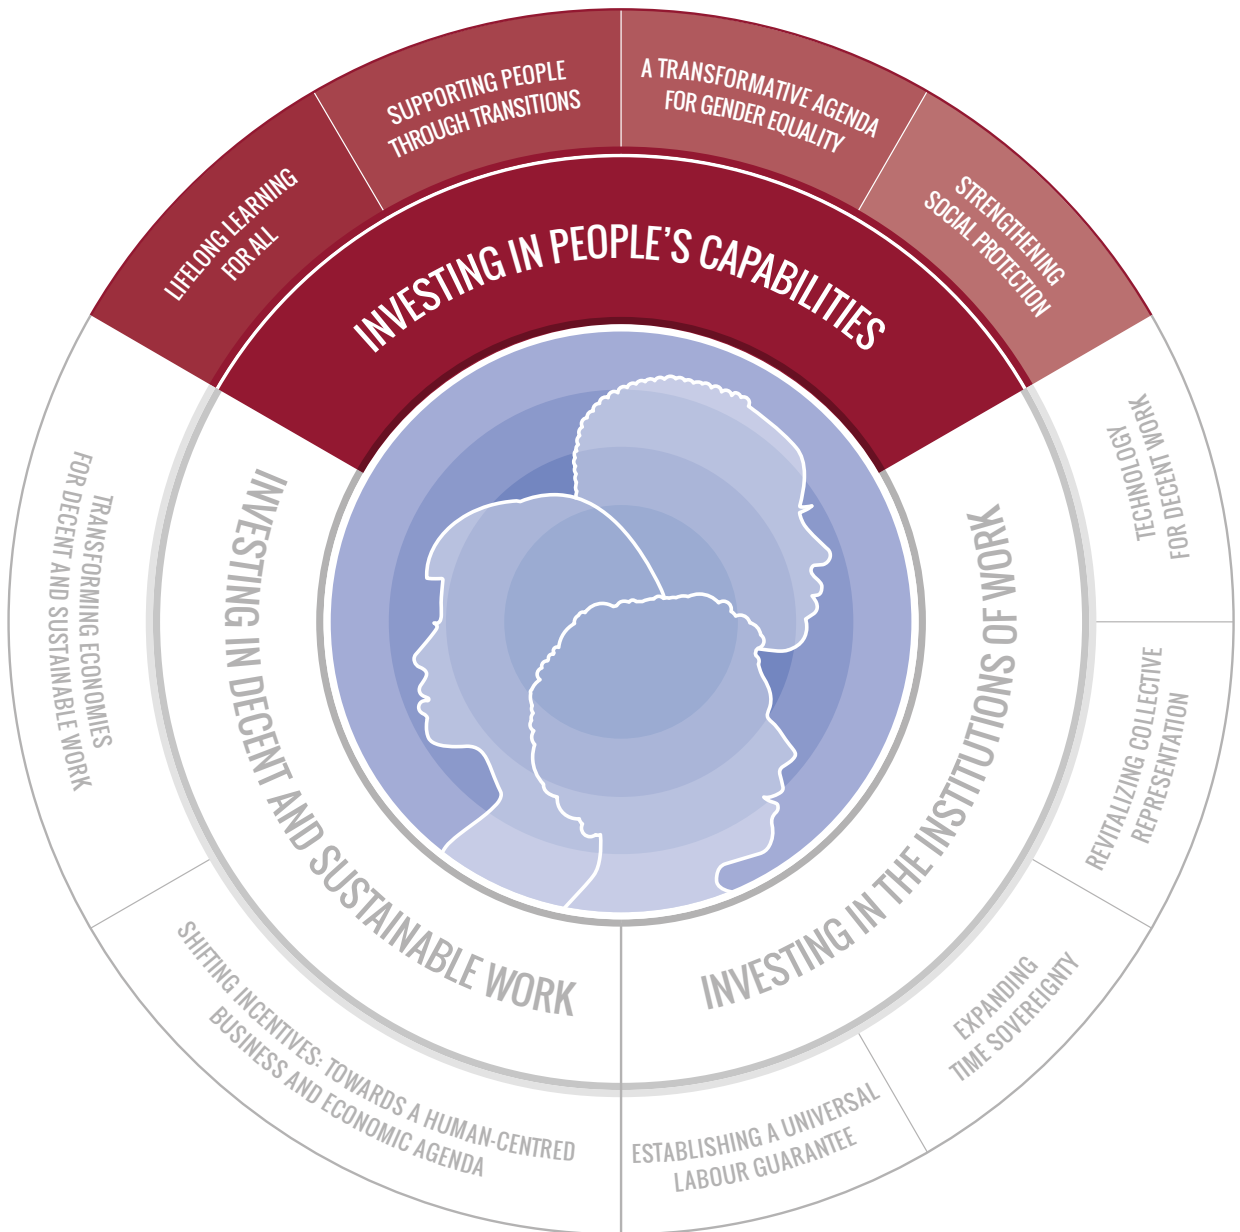 INVESTING IN PEOPLE’S CAPABILITIES
LIFELONG LEARNING
FOR ALL
SUPPORTING PEOPLE
THROUGH TRANSITIONS
A TRANSFORMATIVE AGENDA
FOR GENDER EQUALITY
STRENGTHENING
SOCIAL PROTECTION
INVESTING IN THE INSTITUTIONS OF WORK
TECHNOLOGY
FOR DECENT WORK
REVITALIZING COLLECTIVE
REPRESENTATION
EXPANDING
TIME SOVEREIGNTY
ESTABLISHING A UNIVERSAL
LABOUR GUARANTEE
INVESTING IN DECENT AND SUSTAINABLE WORK
TRANSFORMING ECONOMIES
FOR DECENT AND SUSTAINABLE WORK
SHIFTING INCENTIVES: TOWARDS A HUMAN-CENTRED
BUSINESS AND ECONOMIC AGENDA